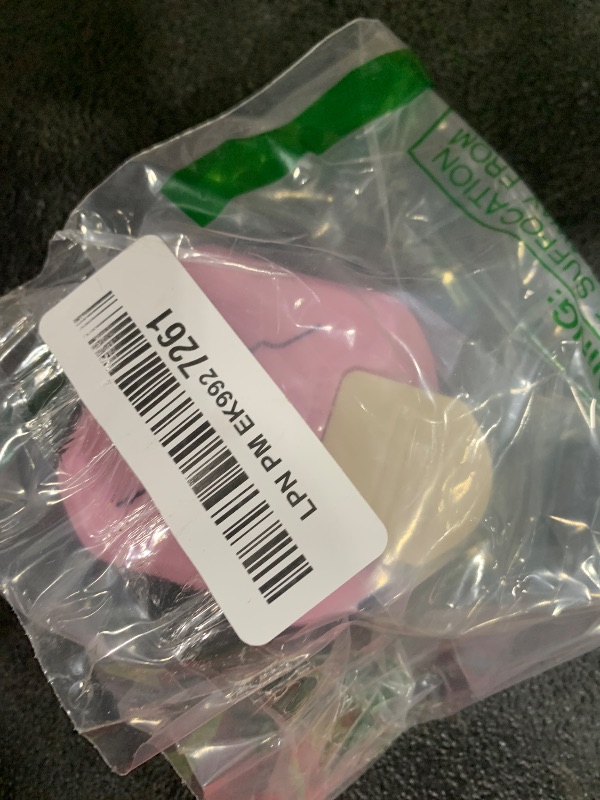 LPN PM EK992 7261
SUFFOCATION
FROM